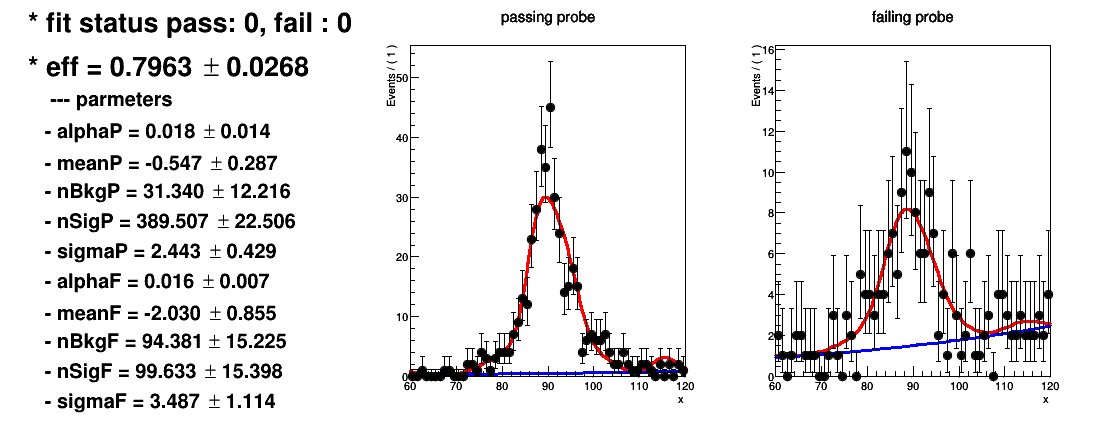 * fit status pass: 0, fail : 0
* eff = 0.7963 ± 0.0268
--- parmeters
- alphaP = 0.018 ± 0.014
- meanP = -0.547 ± 0.287
- nBkgP = 31.340 ± 12.216
- nSigP = 389.507 ± 22.506
- sigmaP = 2.443 ± 0.429
- alphaF = 0.016 ± 0.007
- meanF = -2.030 ± 0.855
- nBkgF = 94.381 ± 15.225
- nSigF = 99.633 ± 15.398
- sigmaF = 3.487 ± 1.114
passing probe
Events / ( 1 )
50
40
30
20
10
0
60 70 80 90 100 110 120
x
failing probe
Events / ( 1 )
16
14
12
10
8
6
4
2
0
60 70 80 90 100 110 120
x